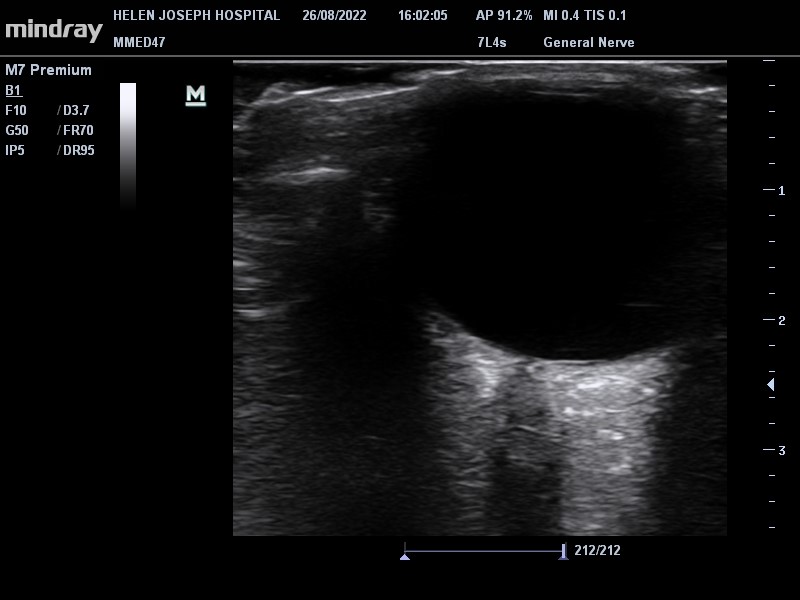 mindray
HELEN JOSEPH HOSPITAL 26/08/2022 16:02:05 AP 91.2% MI 0.4 TIS 0.1
MMED47 7L4s General Nerve
M7 Premium
B1
F10 / D3.7
G50 / FR70
IP5 / DR95
M
1
2
3
212/212